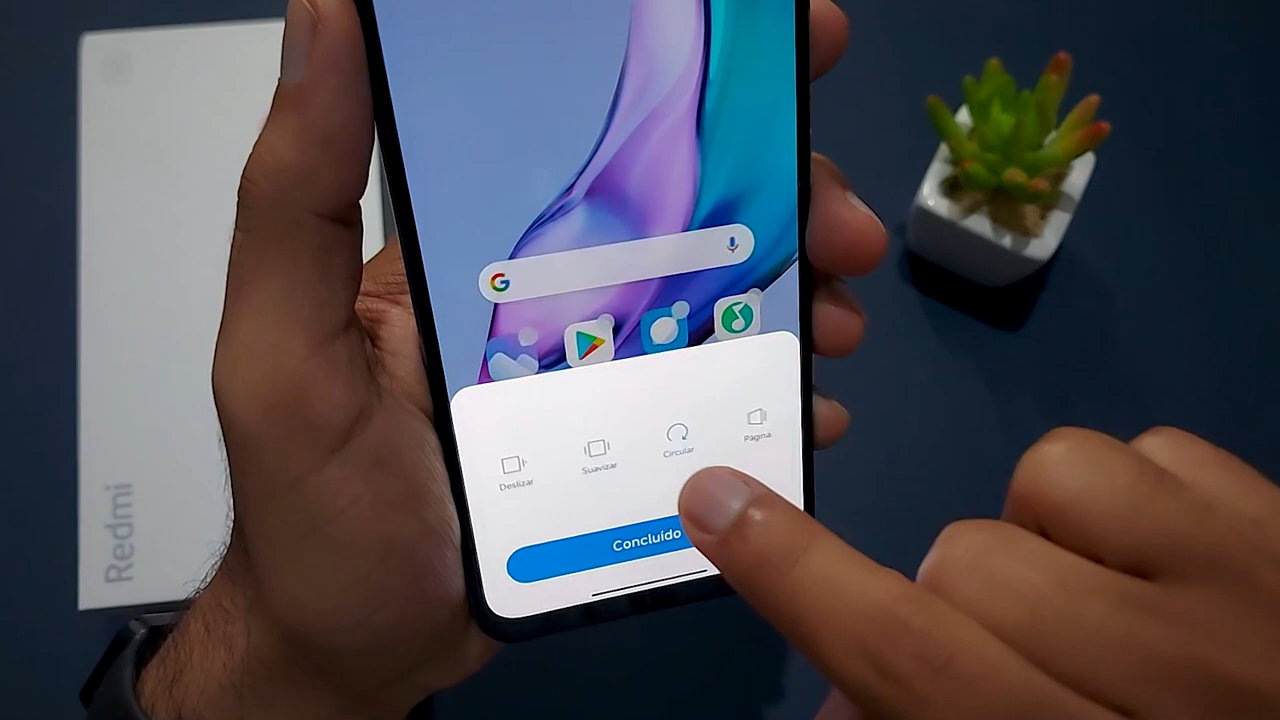 Redmi
G
Deslizar
Suavizar
Circular
Página
Concluído